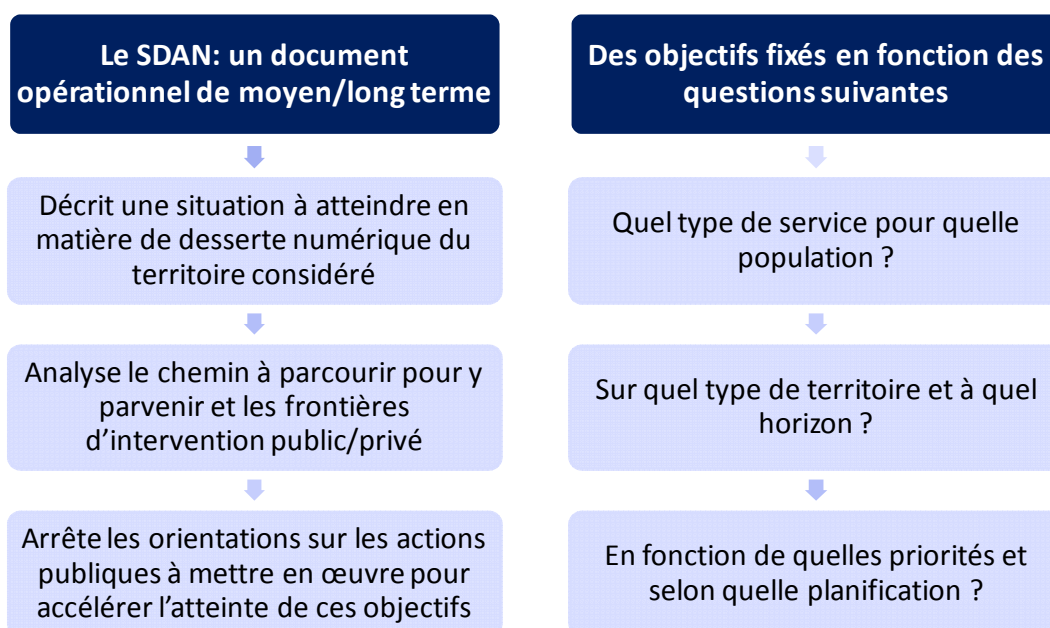 Le SDAN: un document
opérationnel de moyen/long terme
Décrit une situation à atteindre en
matière de desserte numérique du
territoire considéré
Analyse le chemin à parcourir pour y
parvenir et les frontières
d’intervention public/privé
Arrête les orientations sur les actions
publiques à mettre en œuvre pour
accélérer l’atteinte de ces objectifs
Des objectifs fixés en fonction des
questions suivantes
Quel type de service pour quelle
population ?
Sur quel type de territoire et à quel
horizon ?
En fonction de quelles priorités et
selon quelle planification ?